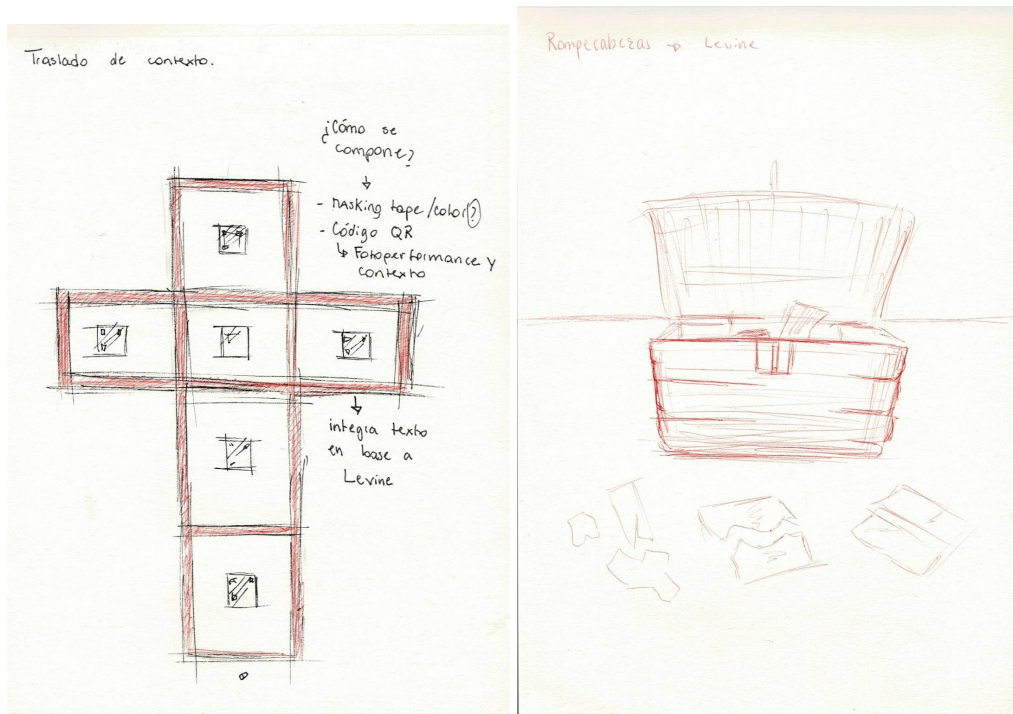 Traslado de contexto.
¿Cómo se
compone?
- Masking tape/color(?)
- Código QR
↳ Fotoperformance y
contexto
integra texto
en base a
Levine
Rompecabezas → Levine